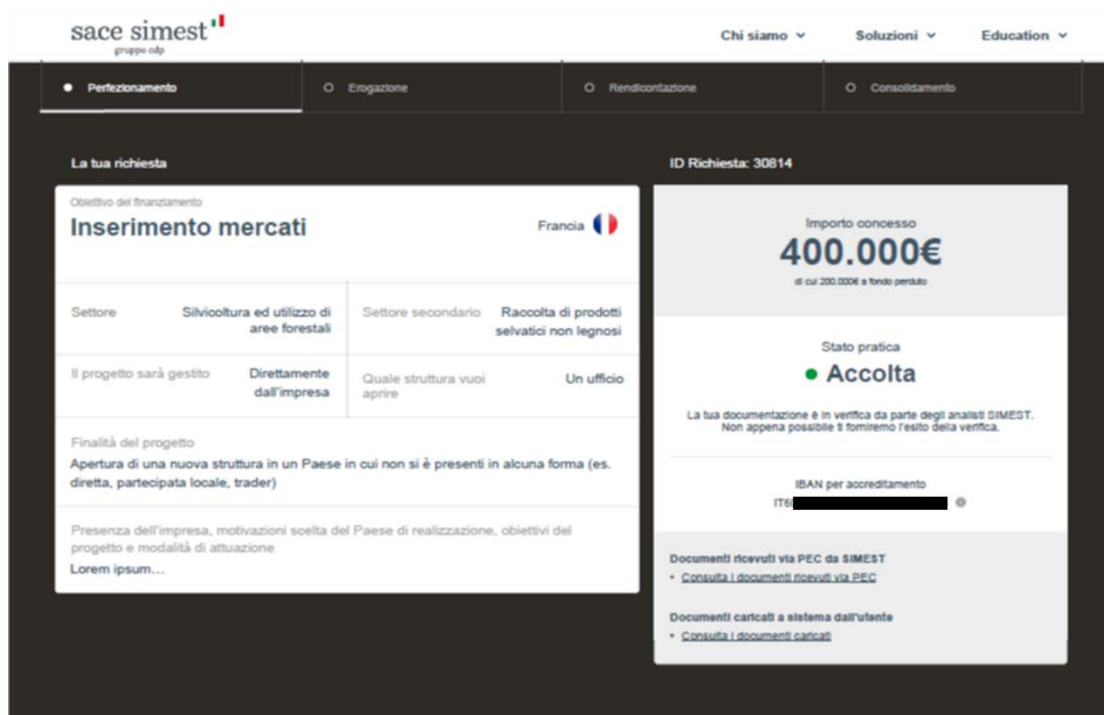 sace simest
gruppo cdp
Chi siamo
Soluzioni
Education
Perfezionamento
Erogazione
Rendicontazione
Consolidamento
La tua richiesta
Obiettivo del finanziamento
Inserimento mercati
Francia
Settore
Silvicoltura ed utilizzo di
aree forestali
Settore secondario
Raccolta di prodotti
selvatici non legnosi
Il progetto sarà gestito
Direttamente
dall'impresa
Quale struttura vuoi
aprire
Un ufficio
Finalità del progetto
Apertura di una nuova struttura in un Paese in cui non si è presenti in alcuna forma (es.
diretta, partecipata locale, trader)
Presenza dell'impresa, motivazioni scelta del Paese di realizzazione, obiettivi del
progetto e modalità di attuazione
Lorem ipsum...
ID Richiesta: 30814
Importo concesso
400.000€
di cui 200.000€ a fondo perduto
Stato pratica
Accolta
La tua documentazione è in verifica da parte degli analisti SIMEST.
Non appena possibile ti forniremo l'esito della verifica.
IBAN per accreditamento
IT60
Documenti ricevuti via PEC da SIMEST
• Consulta i documenti ricevuti via PEC
Documenti caricati a sistema dall'utente
• Consulta i documenti caricati